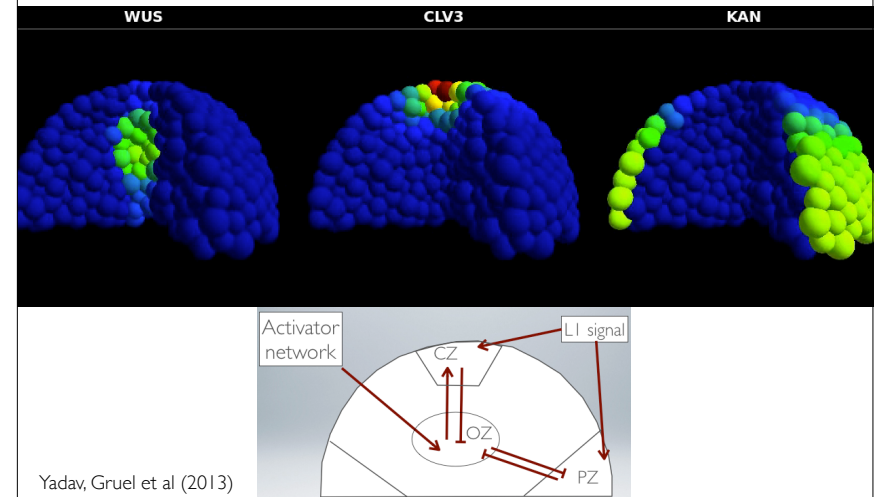 WUS CLV3 KAN
Activator
network
L1 signal
CZ
OZ
PZ
Yadav, Gruel et al (2013)